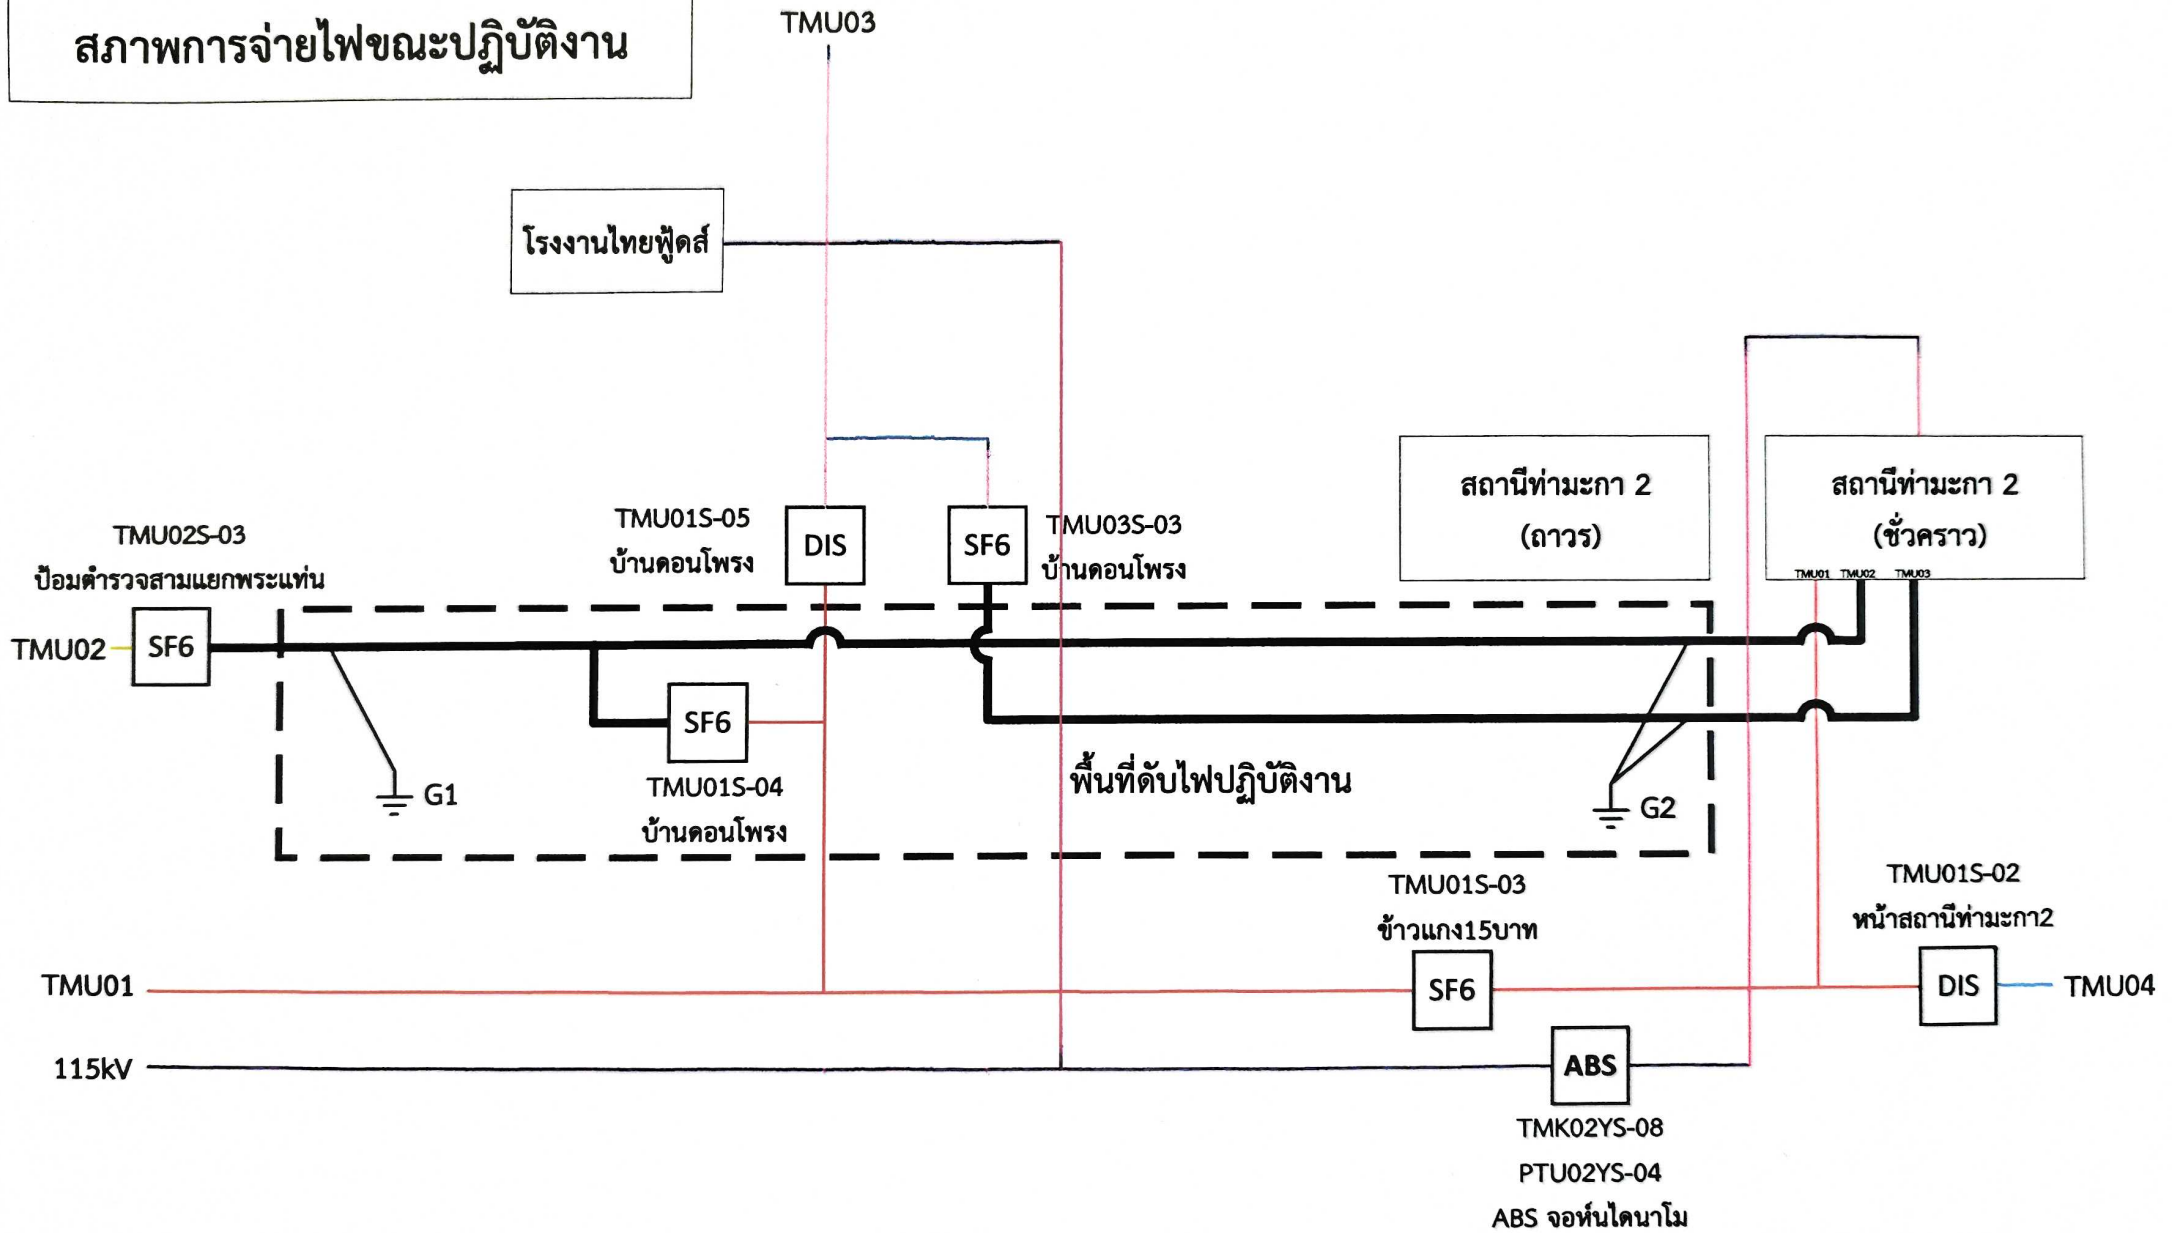 สภาพการจ่ายไฟขณะปฏิบัติงาน
TMU03
โรงงานไทยฟู้ดส์
สถานีท่ามะกา 2
(ถาวร)
สถานีท่ามะกา 2
(ชั่วคราว)
TMU01 TMU02 TMU03
TMU01S-05
บ้านดอนโพรง
DIS
SF6
TMU03S-03
บ้านดอนโพรง
TMU02S-03
ป้อมตำรวจสามแยกพระแท่น
TMU02
SF6
SF6
TMU01S-04
บ้านดอนโพรง
G1
พื้นที่ดับไฟปฏิบัติงาน
G2
TMU01S-03
ข้าวแกง15บาท
SF6
TMU01S-02
หน้าสถานีท่ามะกา2
DIS
TMU04
TMU01
115kV
ABS
TMK02YS-08
PTU02YS-04
ABS จอห์นไดนาโม